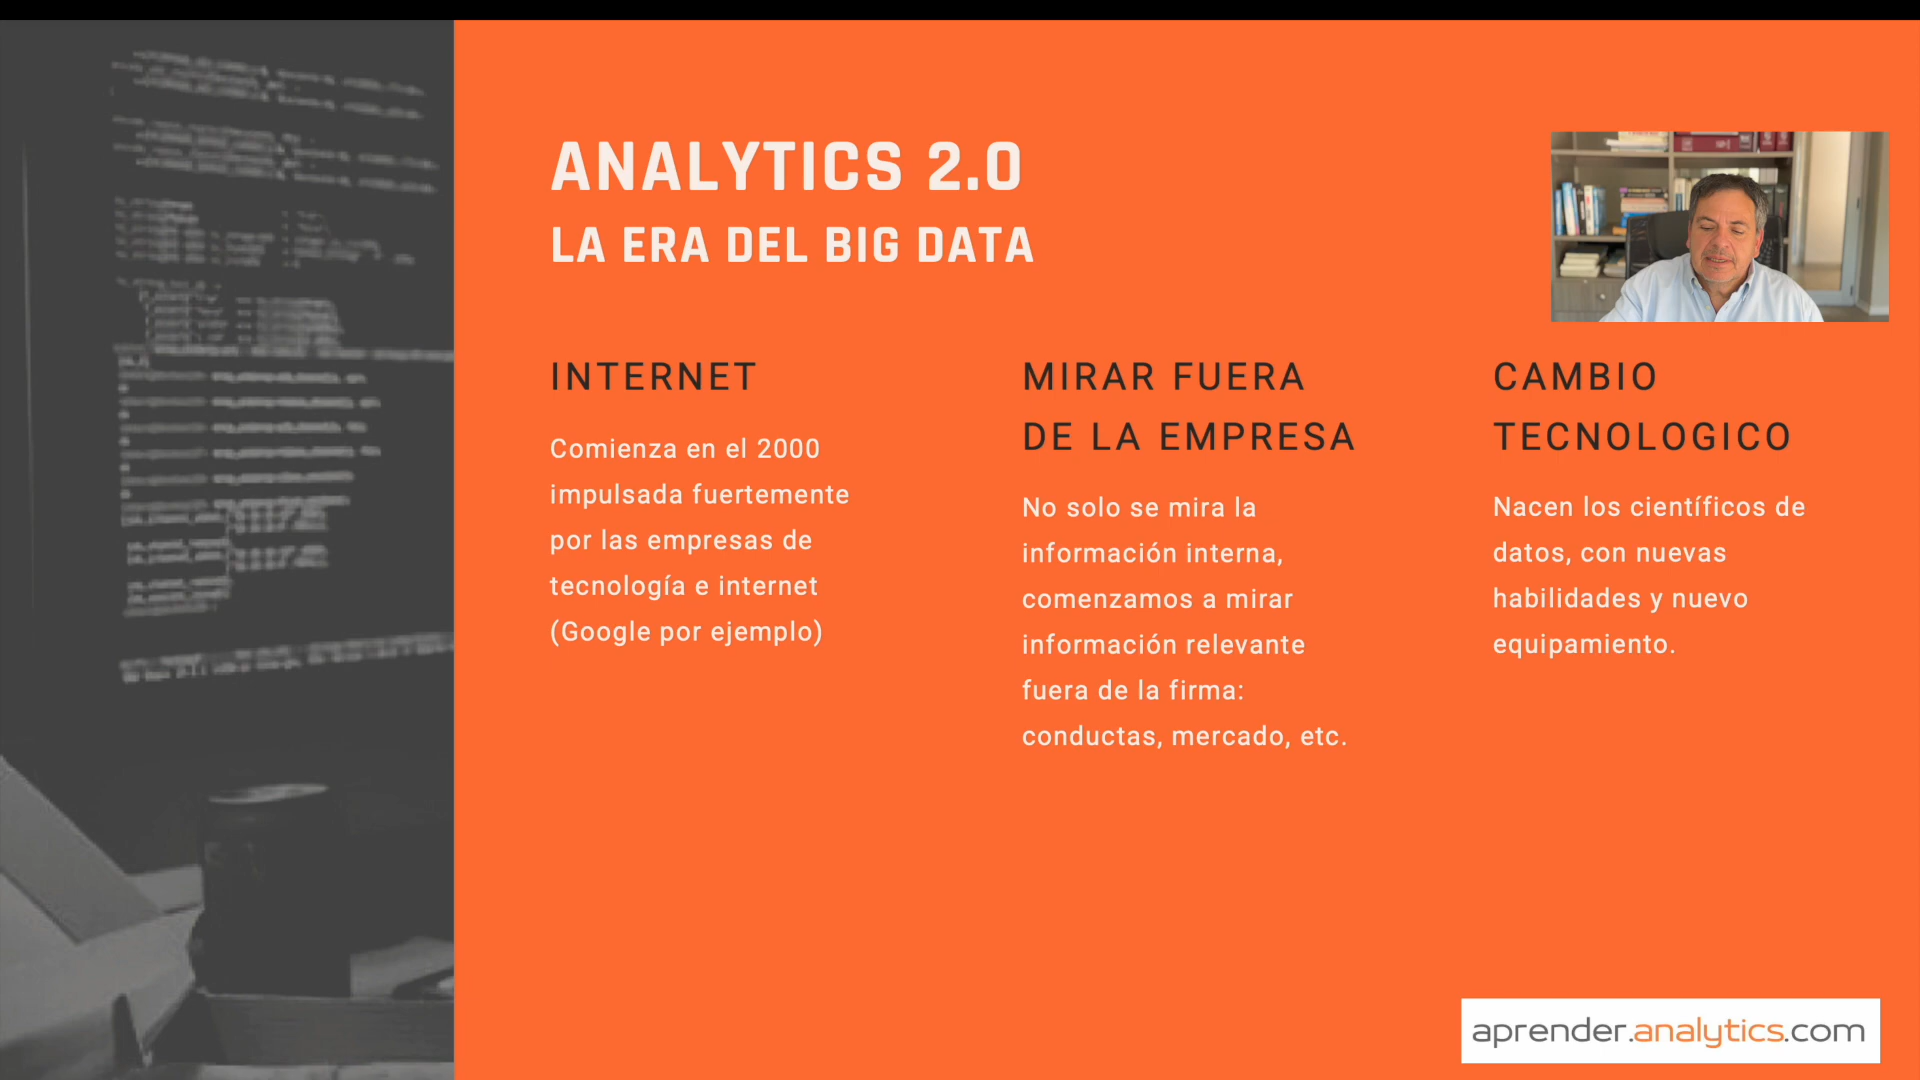 ANALYTICS 2.0
LA ERA DEL BIG DATA
INTERNET
Comienza en el 2000
impulsada fuertemente
por las empresas de
tecnología e internet
(Google por ejemplo)
MIRAR FUERA
DE LA EMPRESA
No solo se mira la
información interna,
comenzamos a mirar
información relevante
fuera de la firma:
conductas, mercado, etc.
CAMBIO
TECNOLOGICO
Nacen los científicos de
datos, con nuevas
habilidades y nuevo
equipamiento.
aprender.analytics.com